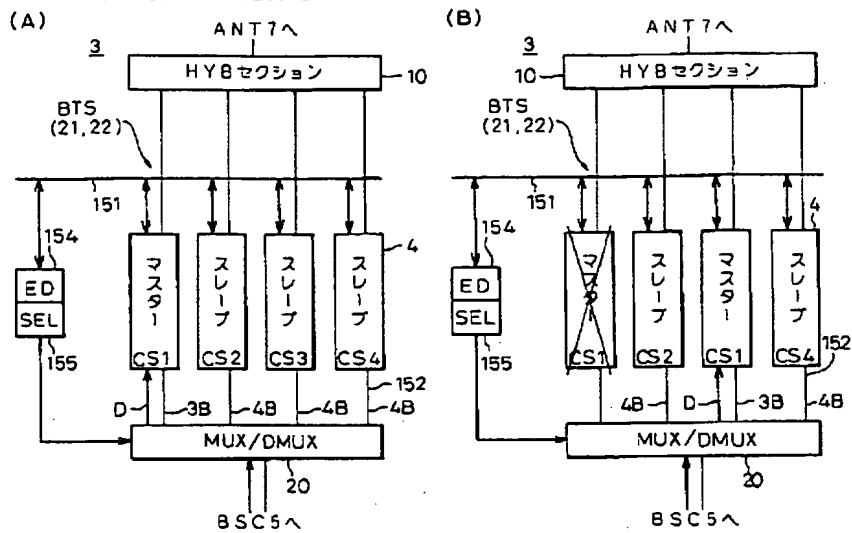 (A)
ANT7へ
3
HYBセクション
10
BTS
(21,22)
151
154
ED
SEL
155
マスター
CS1
スレーブ
CS2
スレーブ
CS3
スレーブ
CS4
4
152
D
3B
4B
4B
4B
MUX/DMUX
20
BSC5へ
(B)
ANT7へ
3
10
HYBセクション
BTS
(21,22)
151
154
ED
SEL
155
マスター
CS1
スレーブ
CS2
マスター
CS1
スレーブ
CS4
4
152
4B
D
3B
4B
MUX/DMUX
20
BSC5へ